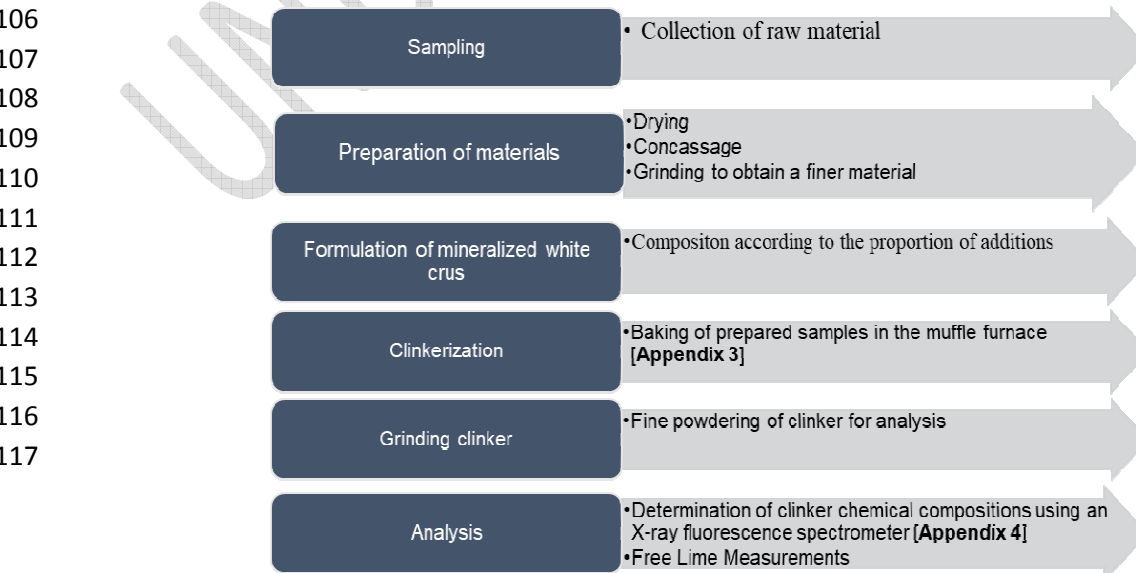 106
107
108
109
110
111
112
113
114
115
116
117
Sampling
• Collection of raw material
Preparation of materials
•Drying
•Concassage
•Grinding to obtain a finer material
Formulation of mineralized white
crus
•Compositon according to the proportion of additions
Clinkerization
•Baking of prepared samples in the muffle furnace
[Appendix 3]
Grinding clinker
•Fine powdering of clinker for analysis
Analysis
•Determination of clinker chemical compositions using an
X-ray fluorescence spectrometer [Appendix 4]
•Free Lime Measurements